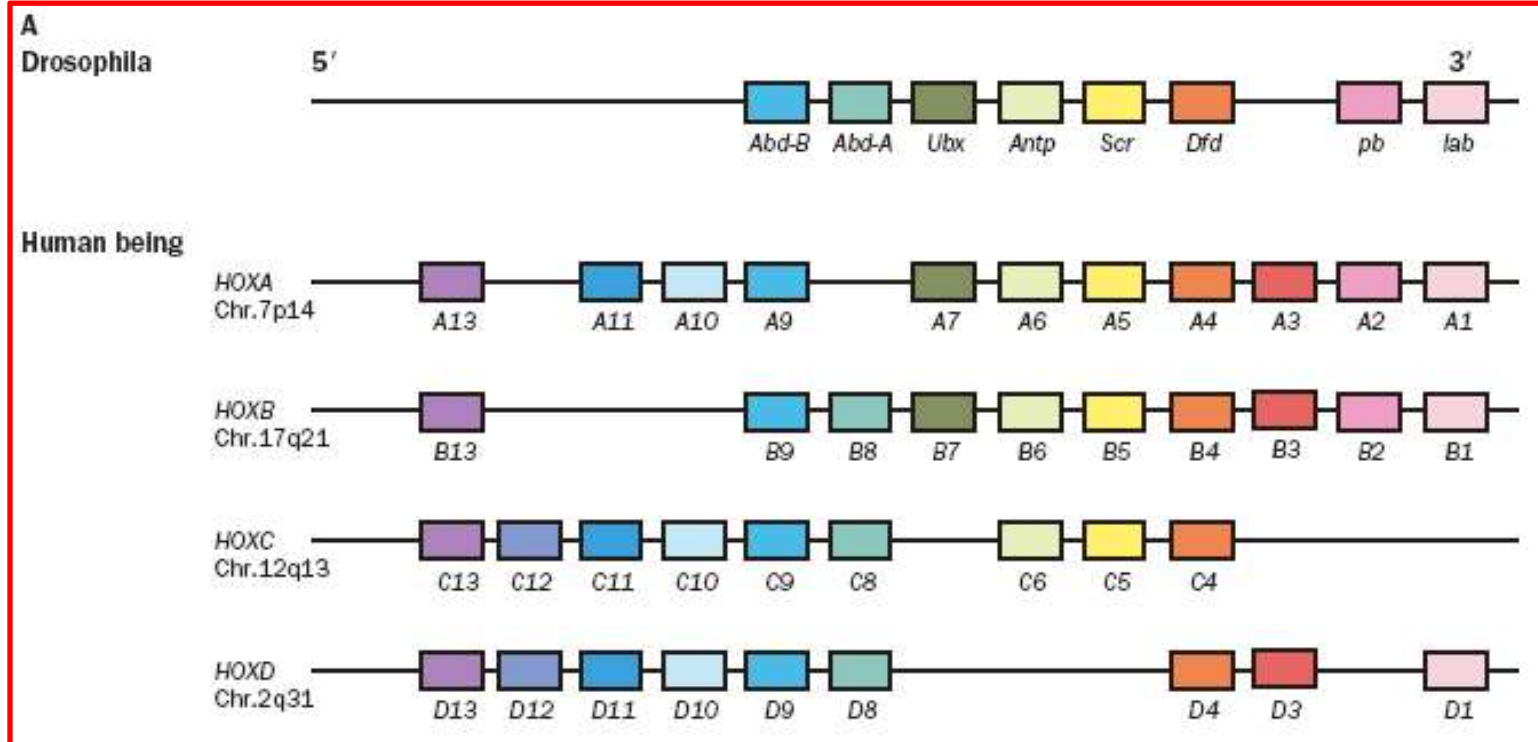 A
Drosophila 5′ 3′
Abd-B Abd-A Ubx Antp Scr Dfd pb lab
Human being
HOXA
Chr.7p14
A13 A11 A10 A9 A7 A6 A5 A4 A3 A2 A1
HOXB
Chr.17q21
B13 B9 B8 B7 B6 B5 B4 B3 B2 B1
HOXC
Chr.12q13
C13 C12 C11 C10 C9 C8 C6 C5 C4
HOXD
Chr.2q31
D13 D12 D11 D10 D9 D8 D4 D3 D1